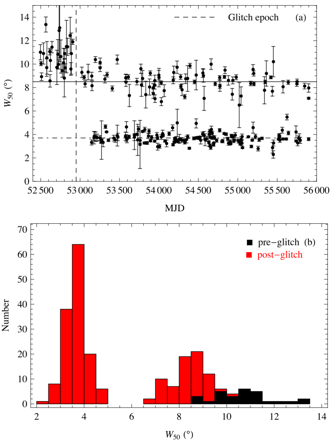 Glitch epoch (a)
14
12
10
8
6
4
2
0
W50 (°)
52 500 53 000 53 500 54 000 54 500 55 000 55 500 56 000
MJD
70
60
50
40
30
20
10
0
Number
pre-glitch (b)
post-glitch
2 4 6 8 10 12 14
W50 (°)